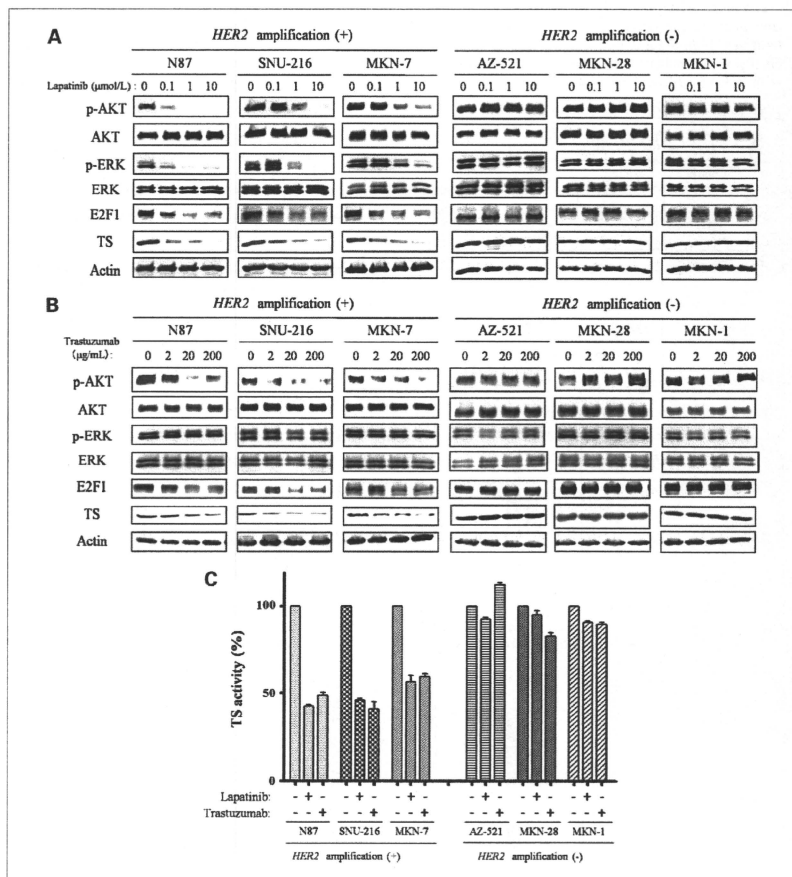 A
HER2 amplification (+) HER2 amplification (-)
N87 SNU-216 MKN-7 AZ-521 MKN-28 MKN-1
Lapatinib (μmol/L) 0 0.1 1 10 0 0.1 1 10 0 0.1 1 10 0 0.1 1 10 0 0.1 1 10 0 0.1 1 10
p-AKT
AKT
p-ERK
ERK
E2F1
TS
Actin
B
HER2 amplification (+) HER2 amplification (-)
N87 SNU-216 MKN-7 AZ-521 MKN-28 MKN-1
Trastuzumab
(μg/mL): 0 2 20 200 0 2 20 200 0 2 20 200 0 2 20 200 0 2 20 200 0 2 20 200
p-AKT
AKT
p-ERK
ERK
E2F1
TS
Actin
C
TS activity (%)
100
50
0
Lapatinib: - + - - + - - + - - + - - + - - + -
Trastuzumab: - - + - - + - - + - - + - - + - - +
N87 SNU-216 MKN-7 AZ-521 MKN-28 MKN-1
HER2 amplification (+) HER2 amplification (-)